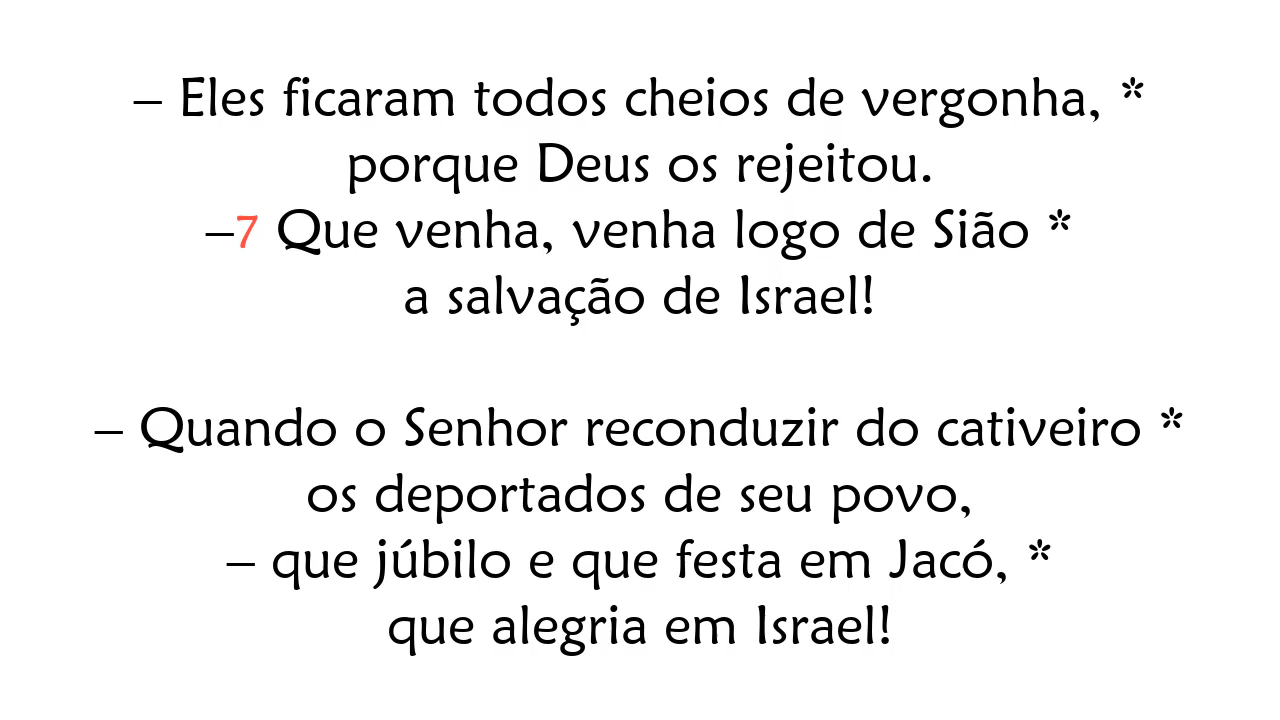 – Eles ficaram todos cheios de vergonha, *
porque Deus os rejeitou.
–7 Que venha, venha logo de Sião *
a salvação de Israel!
– Quando o Senhor reconduzir do cativeiro *
os deportados de seu povo,
– que júbilo e que festa em Jacó, *
que alegria em Israel!